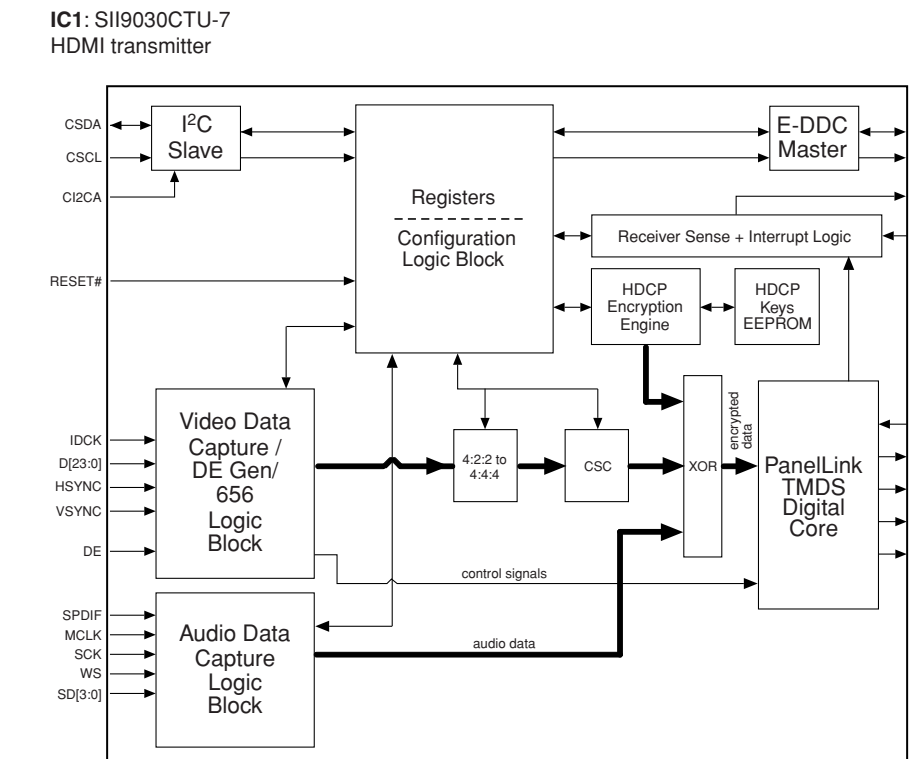 IC1: SII9030CTU-7
HDMI transmitter
CSDA
CSCL
CI2CA
RESET#
I²C
Slave
Registers
Configuration
Logic Block
E-DDC
Master
Receiver Sense + Interrupt Logic
HDCP
Encryption
Engine
HDCP
Keys
EEPROM
IDCK
D[23:0]
HSYNC
VSYNC
DE
Video Data
Capture /
DE Gen/
656
Logic
Block
4:2:2 to
4:4:4
CSC
XOR
encrypted
data
PanelLink
TMDS
Digital
Core
control signals
SPDIF
MCLK
SCK
WS
SD[3:0]
Audio Data
Capture
Logic
Block
audio data